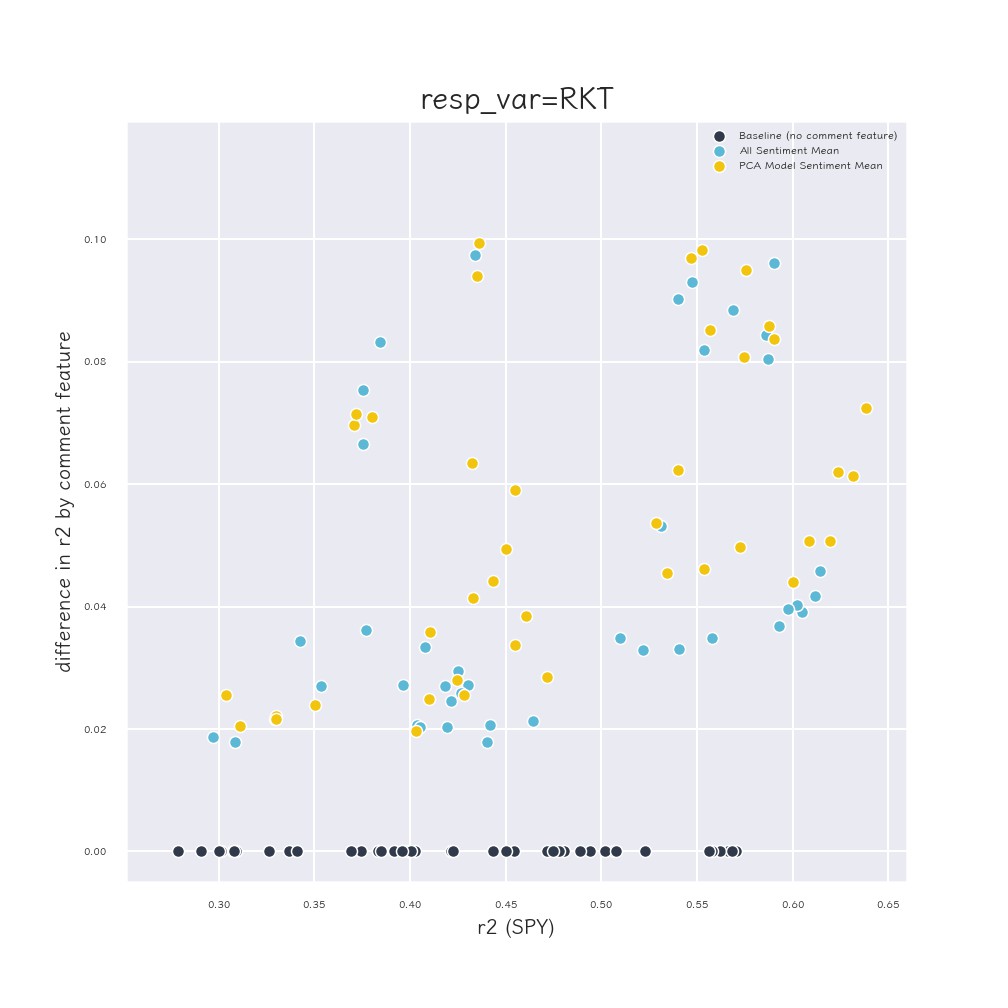 resp_var=RKT
Baseline (no comment feature)
All Sentiment Mean
PCA Model Sentiment Mean
difference in r2 by comment feature
0.10
0.08
0.06
0.04
0.02
0.00
0.30 0.35 0.40 0.45 0.50 0.55 0.60 0.65
r2 (SPY)